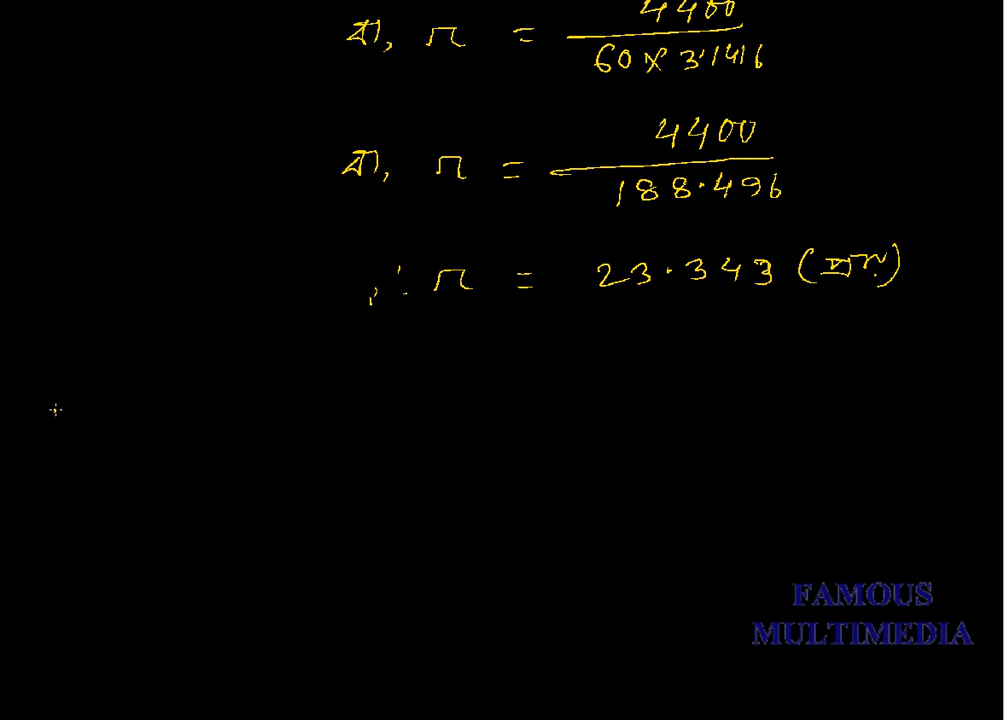 4400
বা, r = ―――
60 × 3.1416
4400
বা, r = ―――
188.496
∴ r = 23.343 (প্রায়)
FAMOUS
MULTIMEDIA